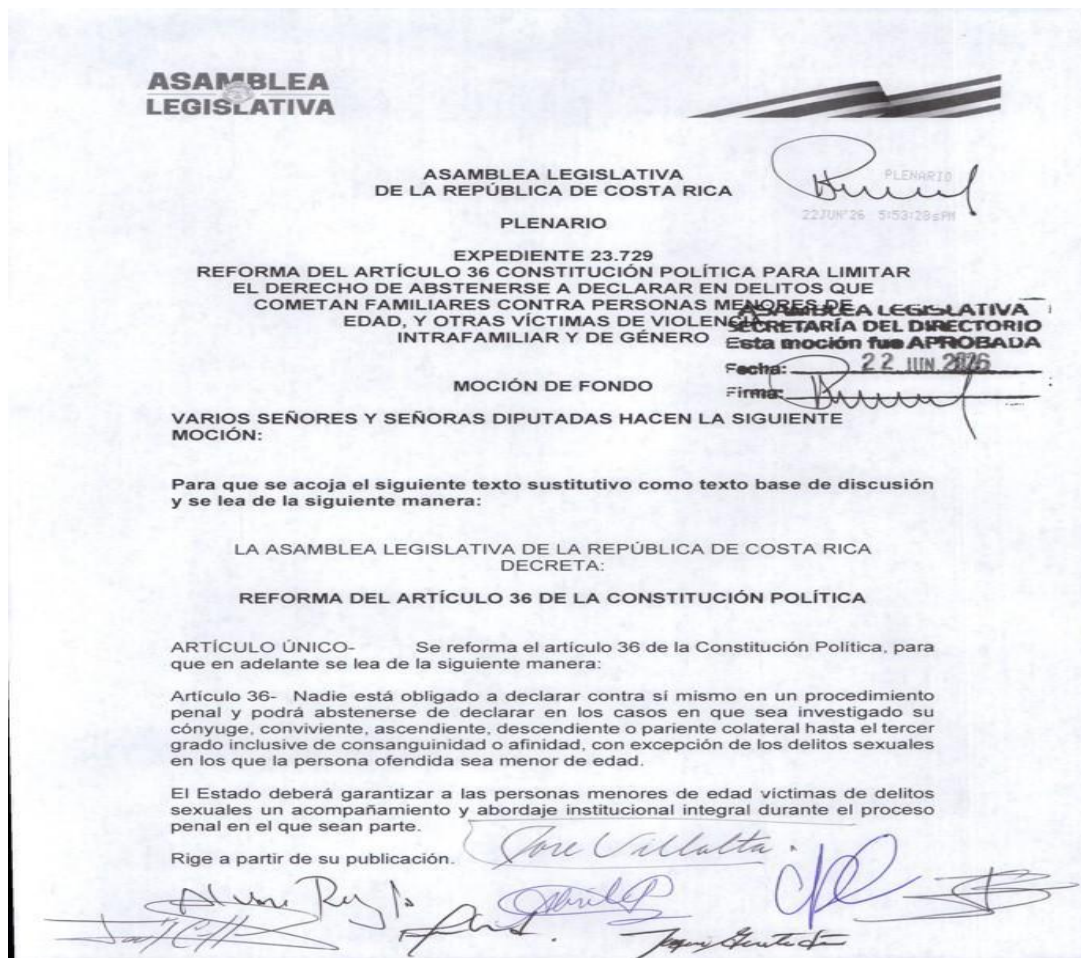 ASAMBLEA
LEGISLATIVA
ASAMBLEA LEGISLATIVA
DE LA REPÚBLICA DE COSTA RICA
PLENARIO
22JUN'26 5:53:20 PM
PLENARIO
EXPEDIENTE 23.729
REFORMA DEL ARTÍCULO 36 CONSTITUCIÓN POLÍTICA PARA LIMITAR
EL DERECHO DE ABSTENERSE A DECLARAR EN DELITOS QUE
COMETAN FAMILIARES CONTRA PERSONAS MENORES DE
EDAD, Y OTRAS VÍCTIMAS DE VIOLENCIA
INTRAFAMILIAR Y DE GÉNERO
ASAMBLEA LEGISLATIVA
SECRETARÍA DEL DIRECTORIO
Esta moción fue APROBADA
Fecha: 22 JUN 2026
Firma:
MOCIÓN DE FONDO
VARIOS SEÑORES Y SEÑORAS DIPUTADAS HACEN LA SIGUIENTE
MOCIÓN:
Para que se acoja el siguiente texto sustitutivo como texto base de discusión
y se lea de la siguiente manera:
LA ASAMBLEA LEGISLATIVA DE LA REPÚBLICA DE COSTA RICA
DECRETA:
REFORMA DEL ARTÍCULO 36 DE LA CONSTITUCIÓN POLÍTICA
ARTÍCULO ÚNICO- Se reforma el artículo 36 de la Constitución Política, para
que en adelante se lea de la siguiente manera:
Artículo 36- Nadie está obligado a declarar contra sí mismo en un procedimiento
penal y podrá abstenerse de declarar en los casos en que sea investigado su
cónyuge, conviviente, ascendiente, descendiente o pariente colateral hasta el tercer
grado inclusive de consanguinidad o afinidad, con excepción de los delitos sexuales
en los que la persona ofendida sea menor de edad.
El Estado deberá garantizar a las personas menores de edad víctimas de delitos
sexuales un acompañamiento y abordaje institucional integral durante el proceso
penal en el que sean parte.
Rige a partir de su publicación.
Jose Villalta.